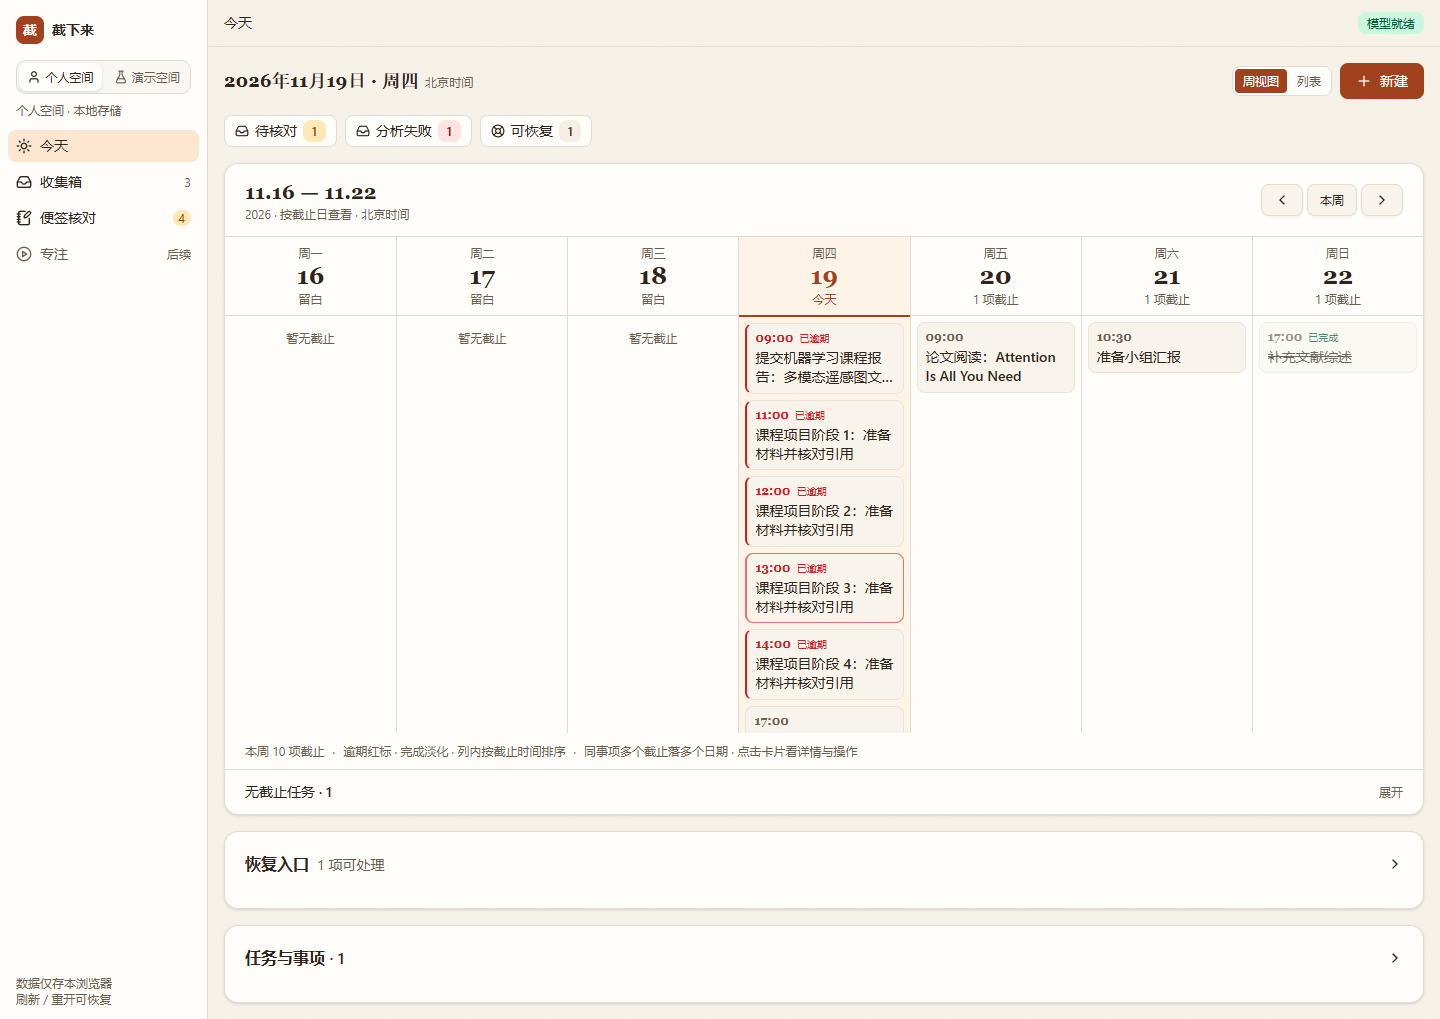 截 截下来
个人空间 演示空间
个人空间 · 本地存储
今天
收集箱 3
便签核对 4
专注 后续
数据仅存本浏览器
刷新 / 重开可恢复
今天 模型就绪
2026年11月19日 · 周四 北京时间
周视图 列表 新建
待核对 1 分析失败 1 可恢复 1
11.16 — 11.22
2026 · 按截止日查看 · 北京时间
本周
周一 周二 周三 周四 周五 周六 周日
16 17 18 19 20 21 22
留白 留白 留白 今天 1 项截止 1 项截止 1 项截止
暂无截止
暂无截止
暂无截止
09:00 已逾期
提交机器学习课程报
告：多模态遥感图文...
11:00 已逾期
课程项目阶段 1：准备
材料并核对引用
12:00 已逾期
课程项目阶段 2：准备
材料并核对引用
13:00 已逾期
课程项目阶段 3：准备
材料并核对引用
14:00 已逾期
课程项目阶段 4：准备
材料并核对引用
17:00
09:00
论文阅读：Attention
Is All You Need
10:30
准备小组汇报
17:00 已完成
补充文献综述
本周 10 项截止 · 逾期红标 · 完成淡化 · 列内按截止时间排序 · 同事项多个截止落多个日期 · 点击卡片看详情与操作
无截止任务 · 1 展开
恢复入口 1 项可处理
任务与事项 · 1